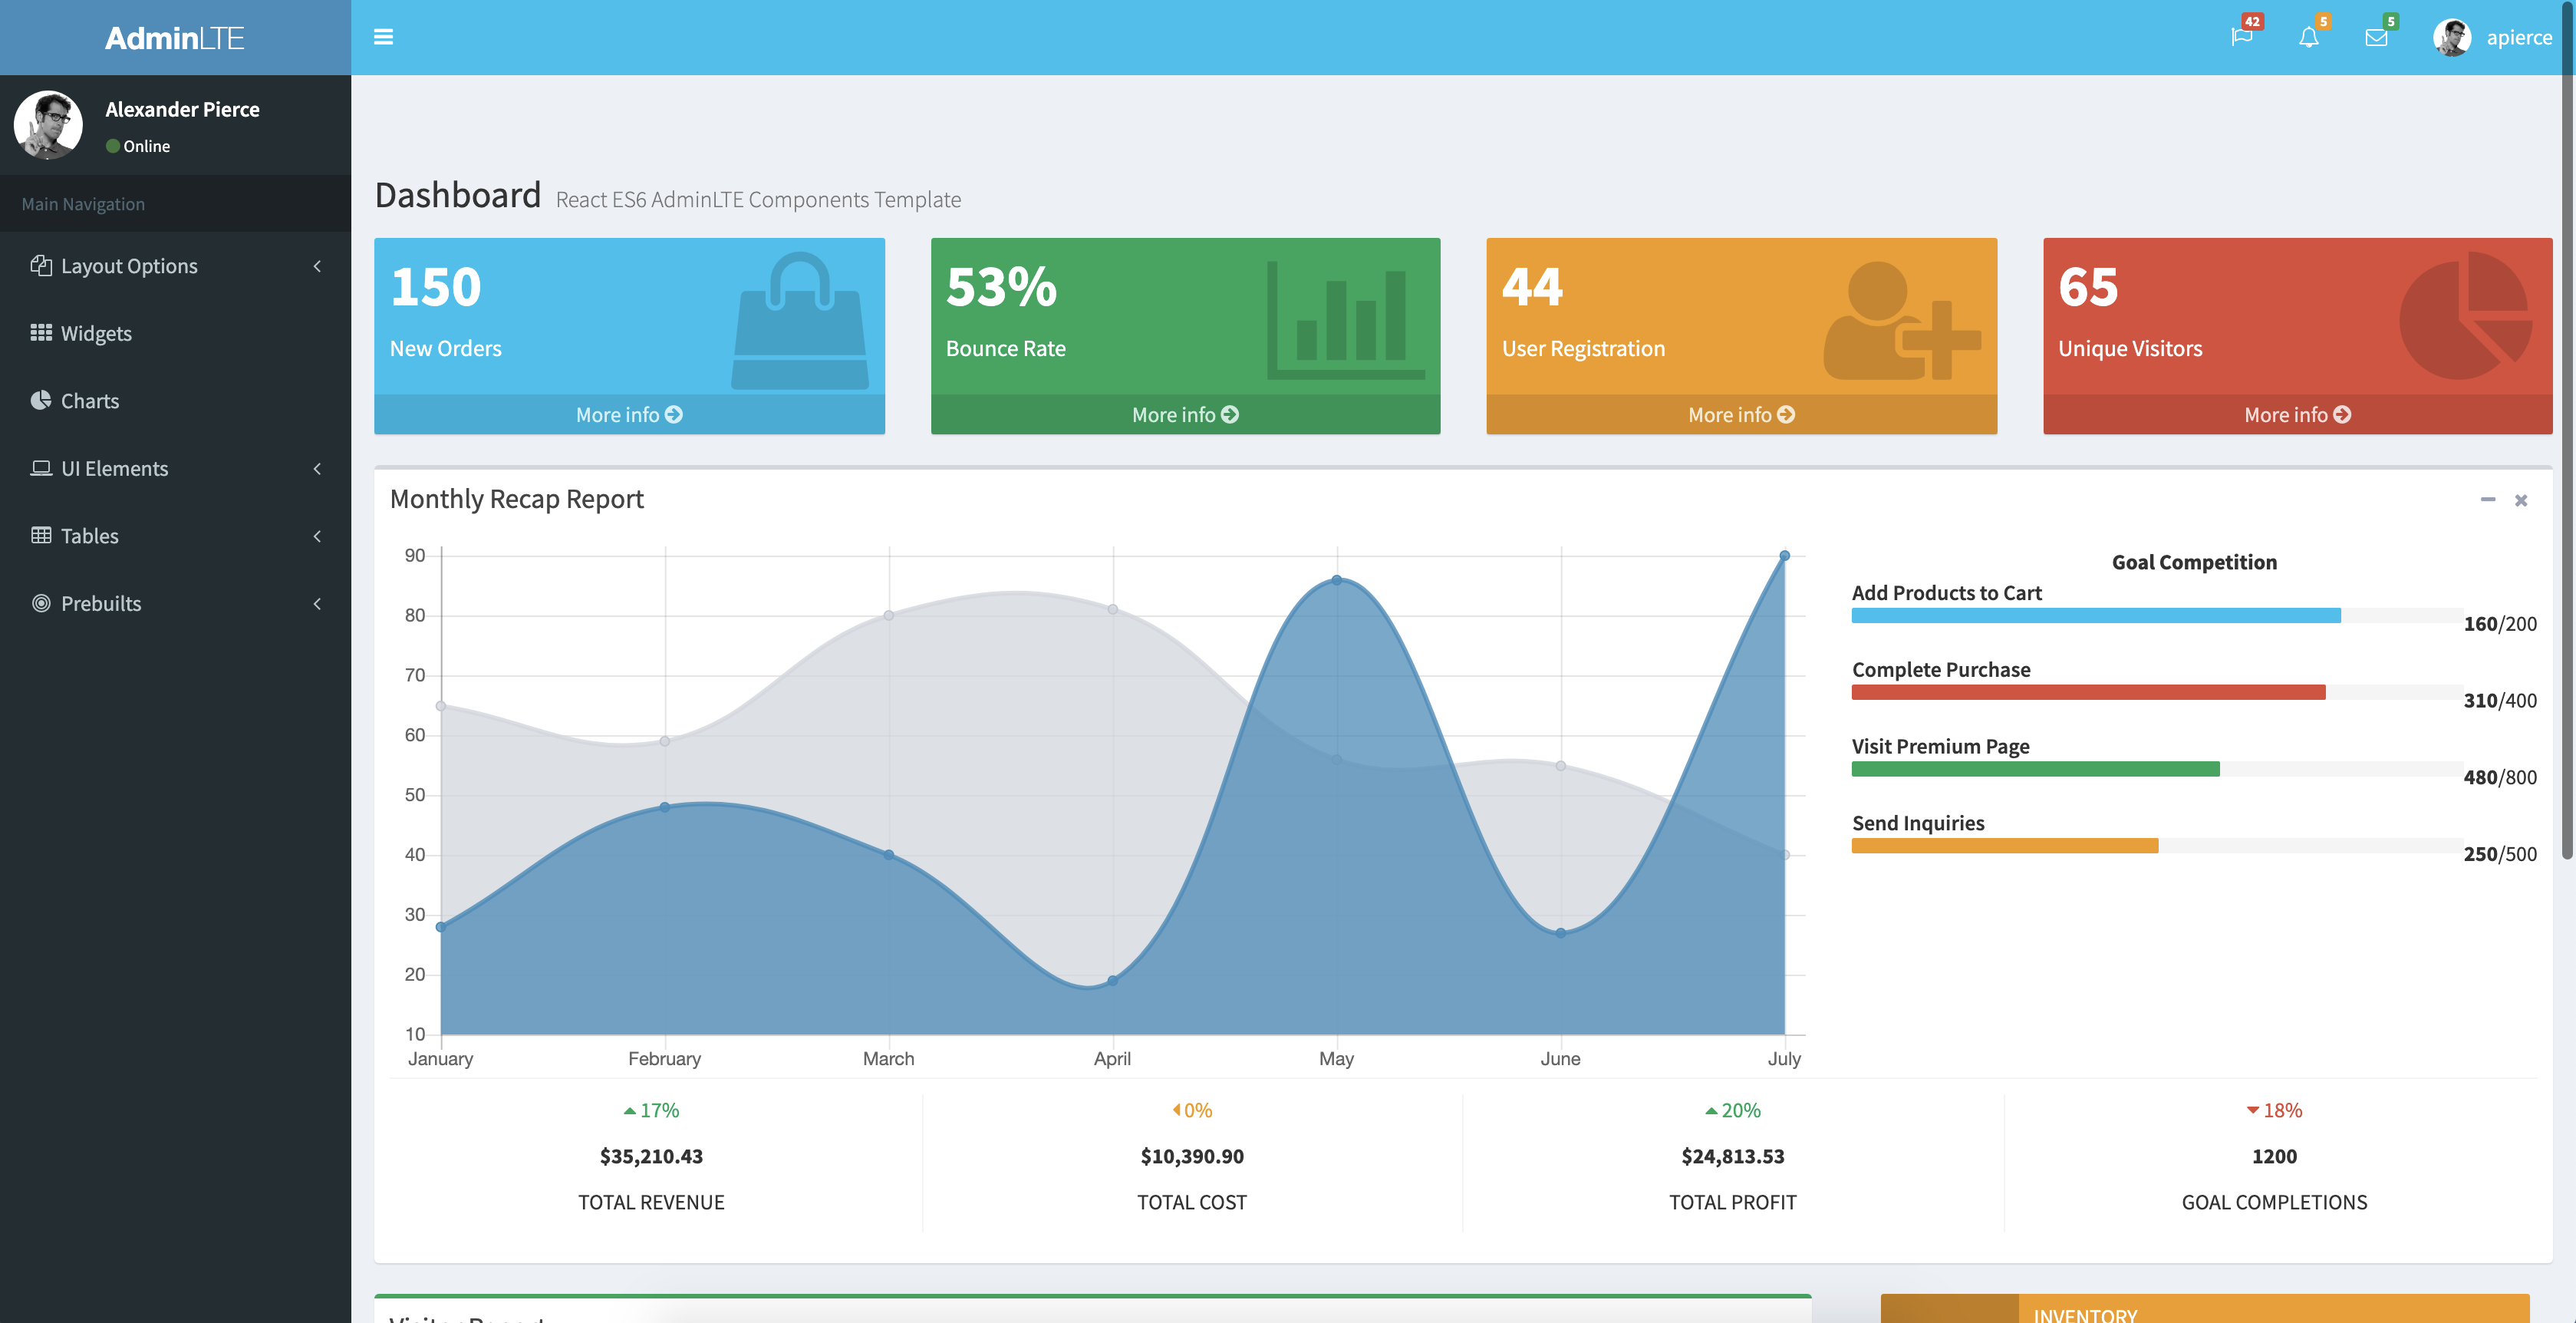 AdminLTE
42
5
5
apierce
Alexander Pierce
Online
Main Navigation
Layout Options
Widgets
Charts
UI Elements
Tables
Prebuilts
Dashboard React ES6 AdminLTE Components Template
150
New Orders
More info
53%
Bounce Rate
More info
44
User Registration
More info
65
Unique Visitors
More info
Monthly Recap Report
90
80
70
60
50
40
30
20
10
January February March April May June July
Goal Competition
Add Products to Cart
160/200
Complete Purchase
310/400
Visit Premium Page
480/800
Send Inquiries
250/500
17%
$35,210.43
TOTAL REVENUE
0%
$10,390.90
TOTAL COST
20%
$24,813.53
TOTAL PROFIT
18%
1200
GOAL COMPLETIONS
Visitor Report
INVENTORY